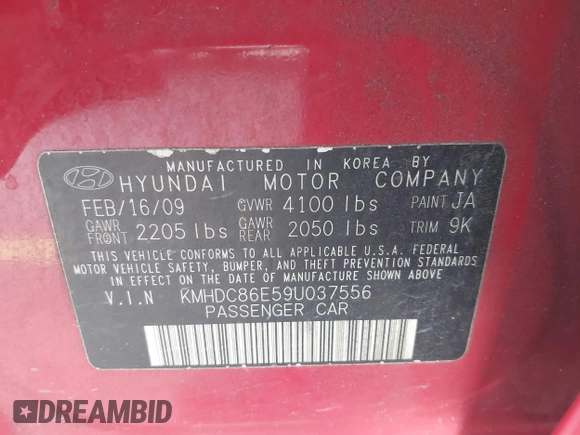 MANUFACTURED IN KOREA BY
HYUNDAI MOTOR COMPANY
FEB/16/09 GVWR 4100 lbs PAINT JA
GAWR FRONT 2205 lbs GAWR REAR 2050 lbs TRIM 9K
THIS VEHICLE CONFORMS TO ALL APPLICABLE U.S.A. FEDERAL
MOTOR VEHICLE SAFETY, BUMPER, AND THEFT PREVENTION
STANDARDS IN EFFECT ON THE DATE OF MANUFACTURE SHOWN ABOVE
V.I.N KMHDC86E59U037556
PASSENGER CAR
DREAMBID